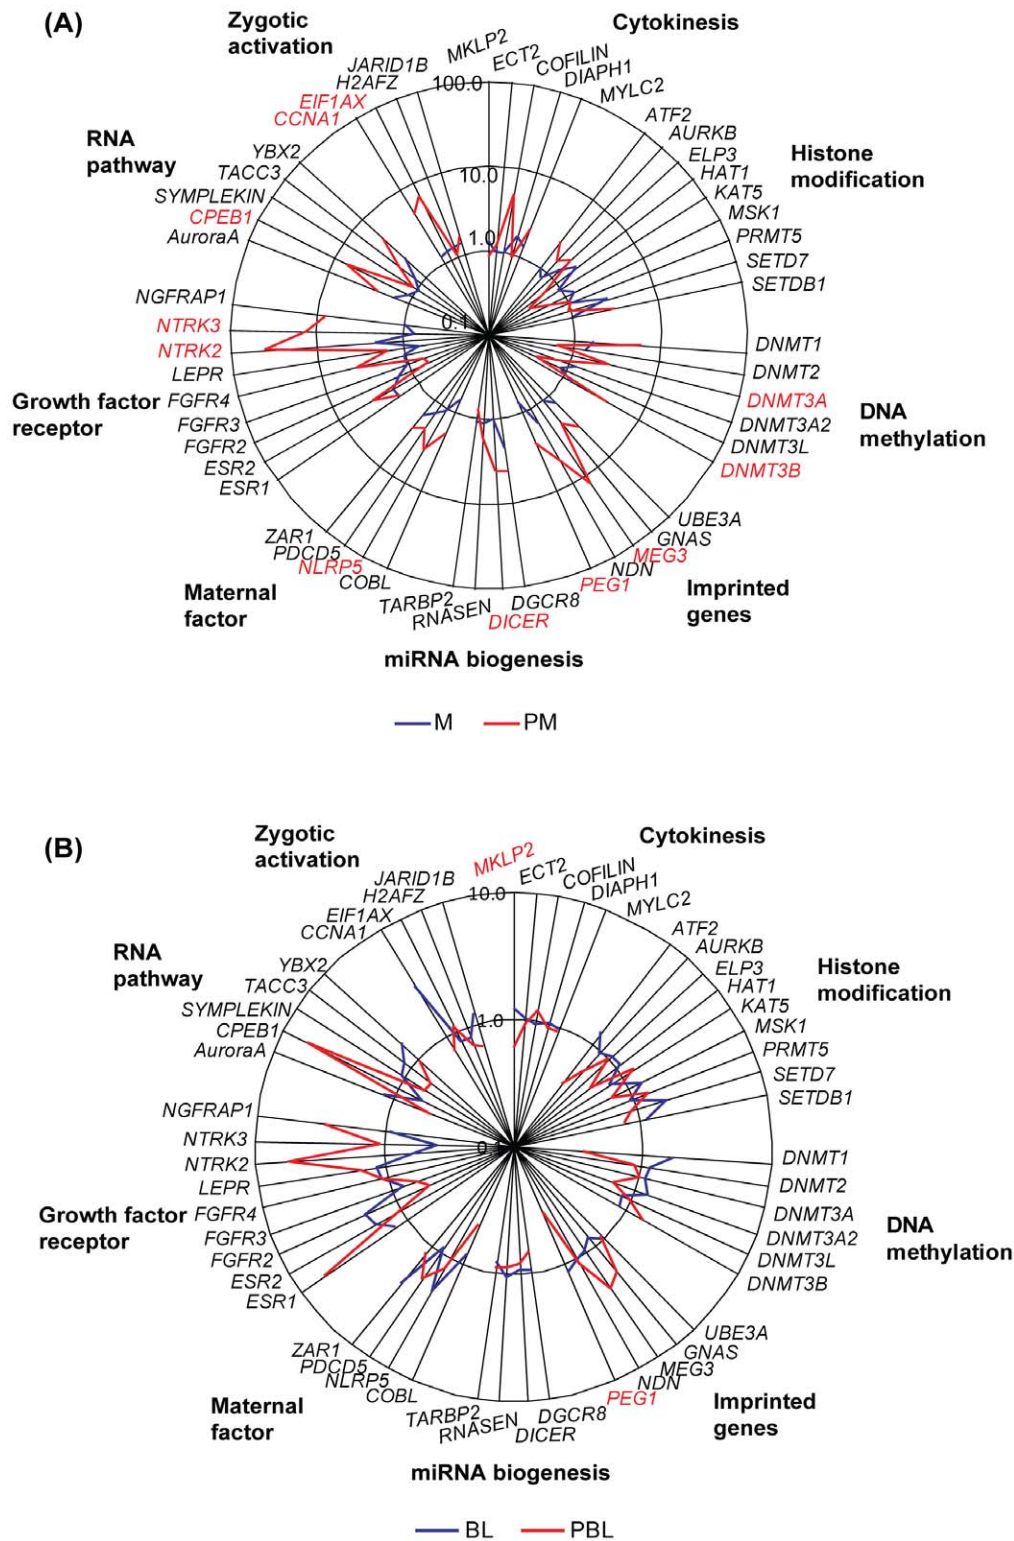 (A)
Zygotic
activation
Cytokinesis
MKLP2
ECT2
COFILIN
DIAPH1
MYLC2
JARID1B
H2AFZ
EIF1AX
CCNA1
100.0
10.0
1.0
0.1
ATF2
AURKB
ELP3
HAT1
KAT5
MSK1
PRMT5
SETD7
SETDB1
Histone
modification
RNA
pathway
YBX2
TACC3
SYMPLEKIN
CPEB1
AuroraA
NGFRAP1
NTRK3
NTRK2
LEPR
FGFR4
FGFR3
FGFR2
ESR2
ESR1
Growth factor
receptor
DNMT1
DNMT2
DNMT3A
DNMT3A2
DNMT3L
DNMT3B
DNA
methylation
UBE3A
GNAS
MEG3
NDN
PEG1
Imprinted
genes
ZAR1
PDCD5
NLRP5
COBL
Maternal
factor
TARBP2
RNASEN
DICER
DGCR8
miRNA biogenesis
M
PM
(B)
Zygotic
activation
Cytokinesis
MKLP2
ECT2
COFILIN
DIAPH1
MYLC2
JARID1B
H2AFZ
EIF1AX
CCNA1
10.0
1.0
ATF2
AURKB
ELP3
HAT1
KAT5
MSK1
PRMT5
SETD7
SETDB1
Histone
modification
RNA
pathway
YBX2
TACC3
SYMPLEKIN
CPEB1
AuroraA
NGFRAP1
NTRK3
NTRK2
LEPR
FGFR4
FGFR3
FGFR2
ESR2
ESR1
Growth factor
receptor
DNMT1
DNMT2
DNMT3A
DNMT3A2
DNMT3L
DNMT3B
DNA
methylation
UBE3A
GNAS
MEG3
NDN
PEG1
Imprinted
genes
ZAR1
PDCD5
NLRP5
COBL
Maternal
factor
TARBP2
RNASEN
DICER
DGCR8
miRNA biogenesis
BL
PBL